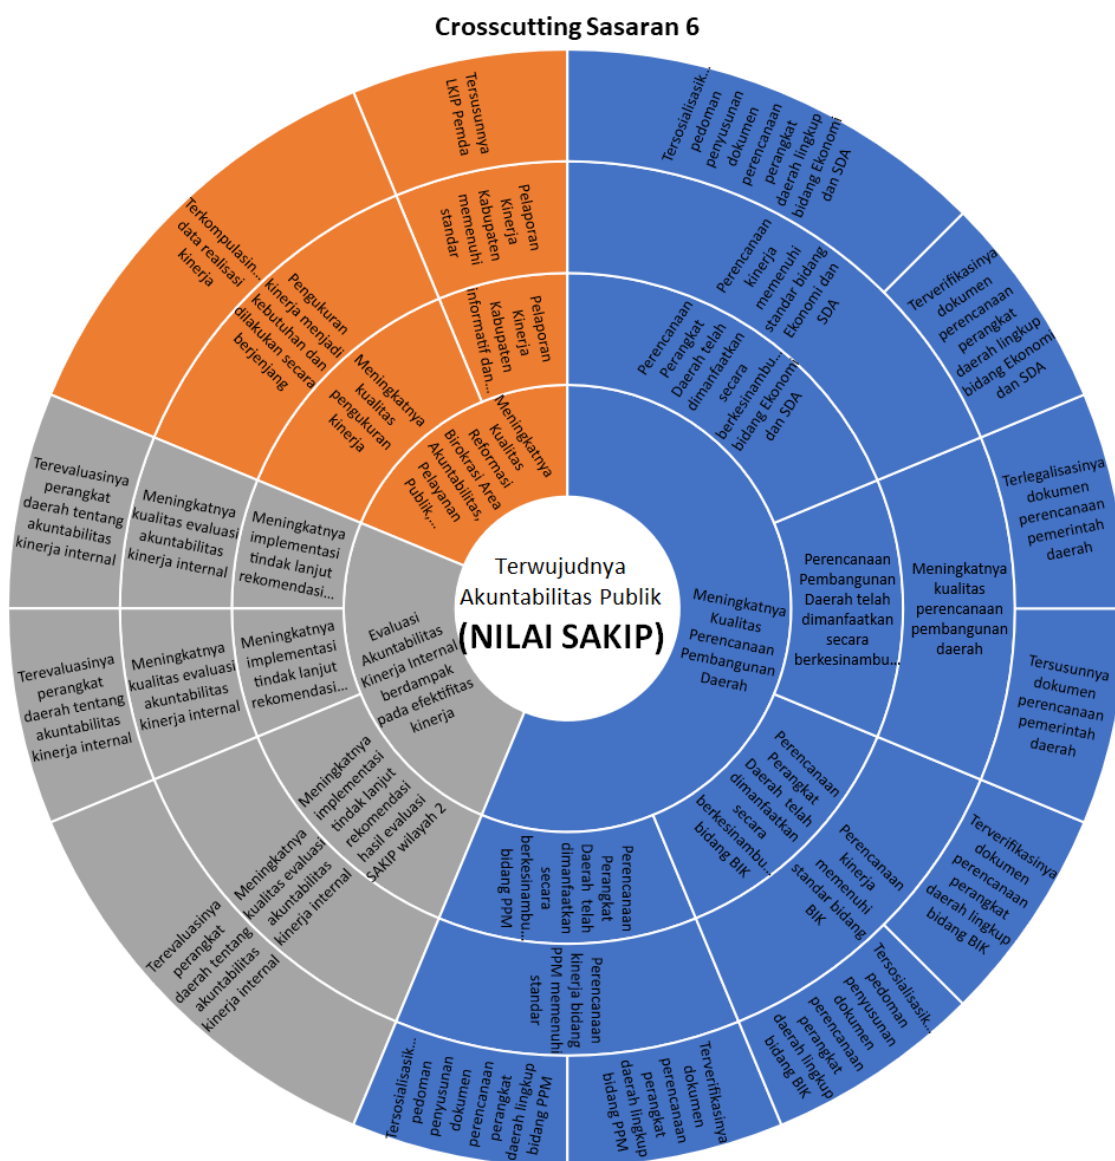 Crosscutting Sasaran 6
Terwujudnya
Akuntabilitas Publik
(NILAI SAKIP)
Meningkatnya
Kualitas
Perencanaan
Pembangunan
Daerah
Perencanaan
Perangkat
Daerah telah
dimanfaatkan
secara
berkesinambu...
bidang Ekonomi
dan SDA
Perencanaan
kinerja
memenuhi
standar bidang
Ekonomi dan
SDA
Tersosialisasik...
pedoman
penyusunan
dokumen
perencanaan
perangkat
daerah lingkup
bidang Ekonomi
dan SDA
Terverifikasinya
dokumen
perencanaan
perangkat
daerah lingkup
bidang Ekonomi
dan SDA
Perencanaan
Pembangunan
Daerah telah
dimanfaatkan
secara
berkesinambu...
Meningkatnya
kualitas
perencanaan
pembangunan
daerah
Terlegalisasinya
dokumen
perencanaan
pemerintah
daerah
Tersusunnya
dokumen
perencanaan
pemerintah
daerah
Perencanaan
Perangkat
Daerah telah
dimanfaatkan
secara
berkesinambu...
bidang BIK
Perencanaan
kinerja
memenuhi
standar bidang
BIK
Terverifikasinya
dokumen
perencanaan
perangkat
daerah lingkup
bidang BIK
Tersosialisasik...
pedoman
penyusunan
dokumen
perencanaan
perangkat
daerah lingkup
bidang BIK
Perencanaan
Perangkat
Daerah telah
dimanfaatkan
secara
berkesinambu...
bidang PPM
Perencanaan
kinerja bidang
PPM memenuhi
standar
Terverifikasinya
dokumen
perencanaan
perangkat
daerah lingkup
bidang PPM
Tersosialisasik...
pedoman
penyusunan
dokumen
perencanaan
perangkat
daerah lingkup
bidang PPM
Evaluasi
Akuntabilitas
Kinerja Internal
berdampak
pada efektifitas
kinerja
Meningkatnya
implementasi
tindak lanjut
rekomendasi
hasil evaluasi
SAKIP wilayah 2
Meningkatnya
kualitas evaluasi
akuntabilitas
kinerja internal
Terevaluasinya
perangkat
daerah tentang
akuntabilitas
kinerja internal
Meningkatnya
implementasi
tindak lanjut
rekomendasi...
Meningkatnya
kualitas evaluasi
akuntabilitas
kinerja internal
Terevaluasinya
perangkat
daerah tentang
akuntabilitas
kinerja internal
Meningkatnya
implementasi
tindak lanjut
rekomendasi...
Meningkatnya
kualitas evaluasi
akuntabilitas
kinerja internal
Terevaluasinya
perangkat
daerah tentang
akuntabilitas
kinerja internal
Meningkatnya
Kualitas
Reformasi
Birokrasi Area
Akuntabilitas,
Pelayanan
Publik,...
Meningkatnya
kualitas
pengukuran
kinerja
Pengukuran
kinerja menjadi
kebutuhan dan
dilakukan secara
berjenjang
Terkompulasin...
data realisasi
kinerja
Pelaporan
Kinerja
Kabupaten
informatif dan...
Pelaporan
Kinerja
Kabupaten
memenuhi
standar
Tersusunnya
LKIP Pemda